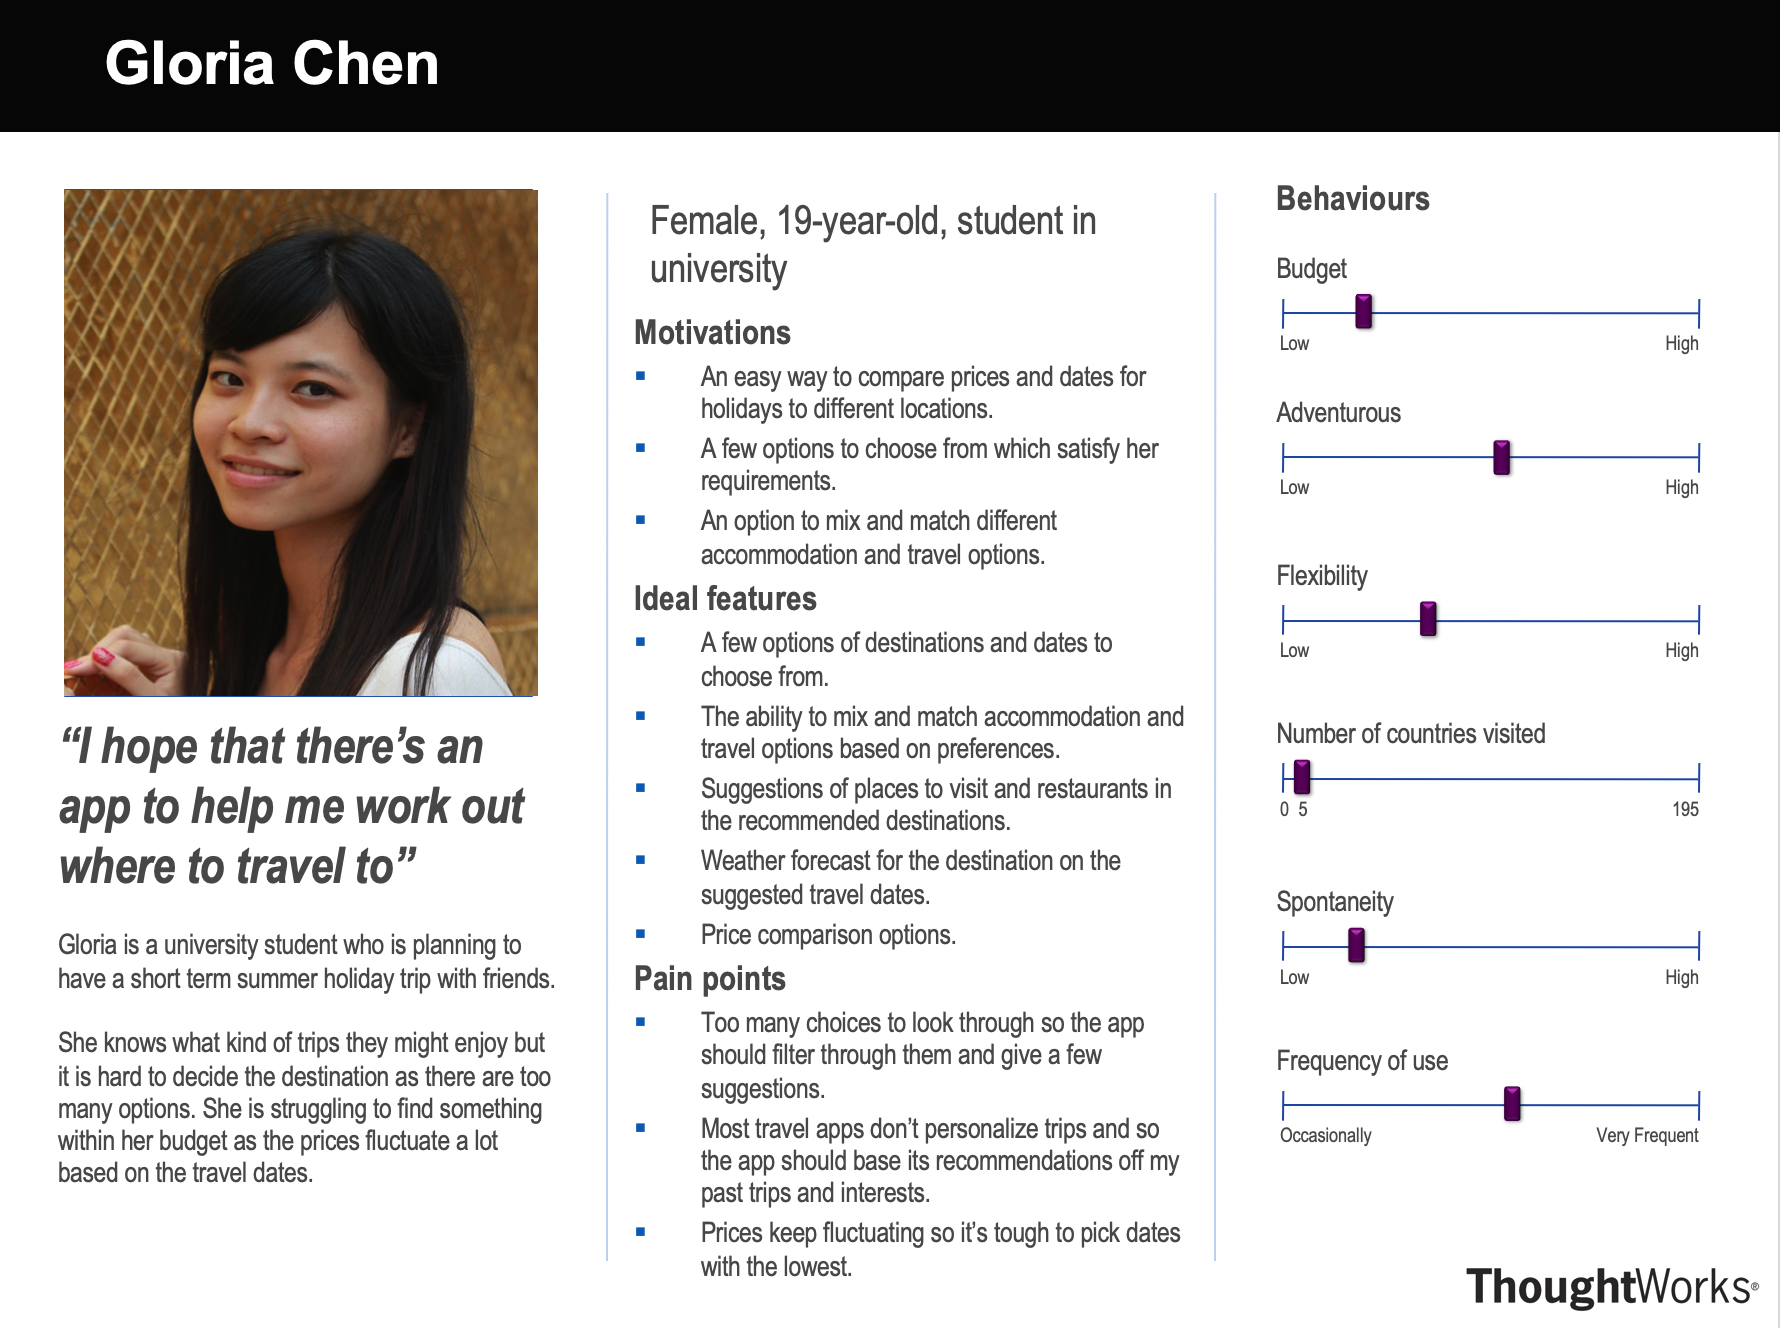 Gloria Chen
“I hope that there’s an
app to help me work out
where to travel to”
Gloria is a university student who is planning to
have a short term summer holiday trip with friends.
She knows what kind of trips they might enjoy but
it is hard to decide the destination as there are too
many options. She is struggling to find something
within her budget as the prices fluctuate a lot
based on the travel dates.
Female, 19-year-old, student in
university
Motivations
▪ An easy way to compare prices and dates for
holidays to different locations.
▪ A few options to choose from which satisfy her
requirements.
▪ An option to mix and match different
accommodation and travel options.
Ideal features
▪ A few options of destinations and dates to
choose from.
▪ The ability to mix and match accommodation and
travel options based on preferences.
▪ Suggestions of places to visit and restaurants in
the recommended destinations.
▪ Weather forecast for the destination on the
suggested travel dates.
▪ Price comparison options.
Pain points
▪ Too many choices to look through so the app
should filter through them and give a few
suggestions.
▪ Most travel apps don’t personalize trips and so
the app should base its recommendations off my
past trips and interests.
▪ Prices keep fluctuating so it’s tough to pick dates
with the lowest.
Behaviours
Budget
Low High
Adventurous
Low High
Flexibility
Low High
Number of countries visited
0 5 195
Spontaneity
Low High
Frequency of use
Occasionally Very Frequent
ThoughtWorks®